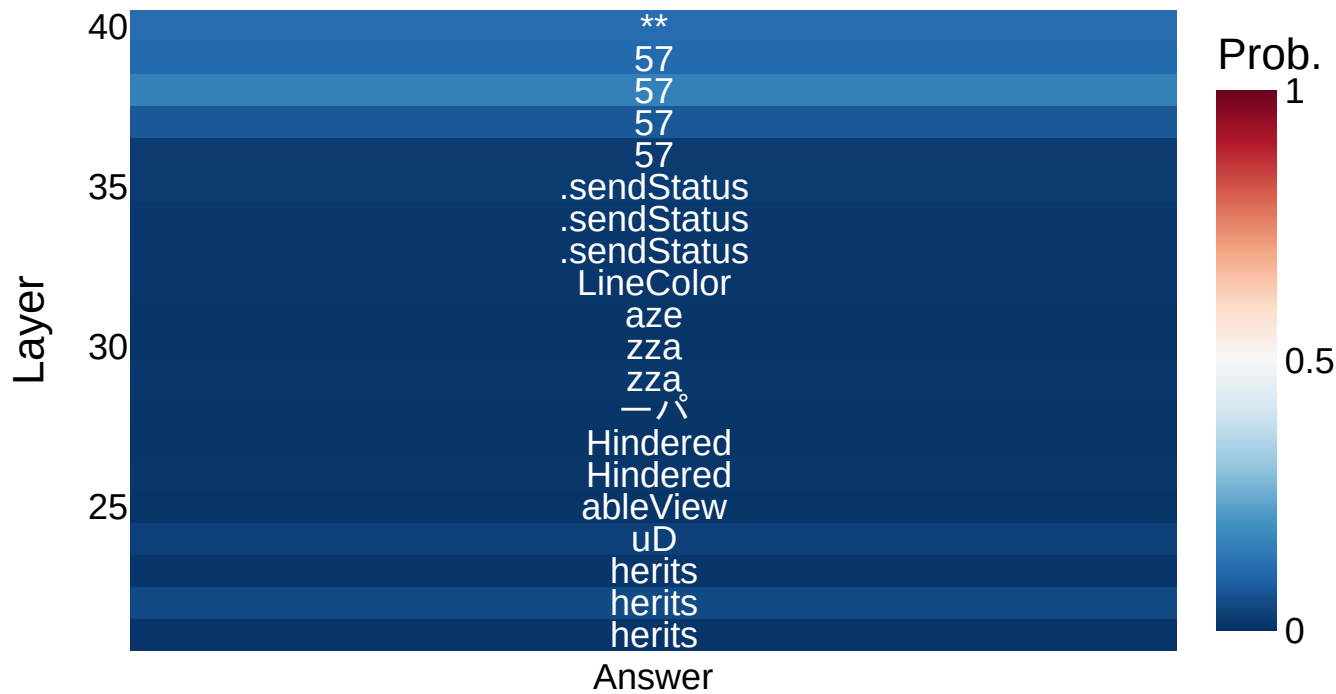 40
**
57
57
57
57
35
.sendStatus
.sendStatus
.sendStatus
LineColor
aze
30
zza
zza
ーパ
Hindered
Hindered
25
ableView
uD
herits
herits
herits
Layer
Answer
Prob.
1
0.5
0